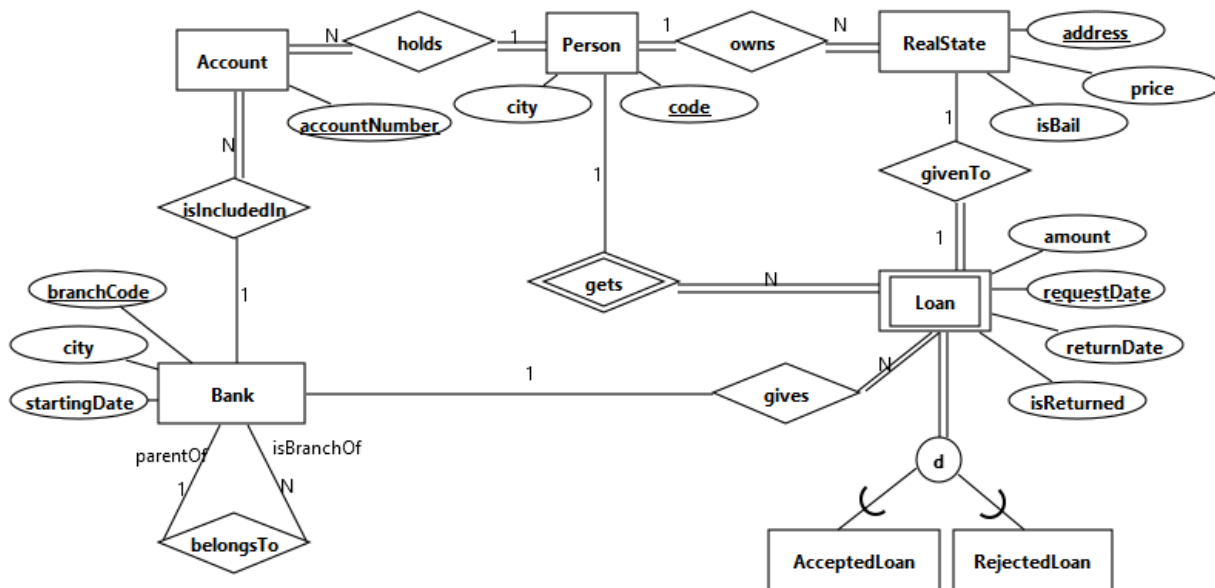 Account
N
holds
1
Person
1
owns
N
RealState
address
price
isBail
city
code
accountNumber
N
1
1
isIncludedIn
givenTo
1
1
amount
requestDate
returnDate
isReturned
gets
N
Loan
branchCode
city
startingDate
Bank
1
gives
N
parentOf
isBranchOf
1
N
belongsTo
d
AcceptedLoan
RejectedLoan